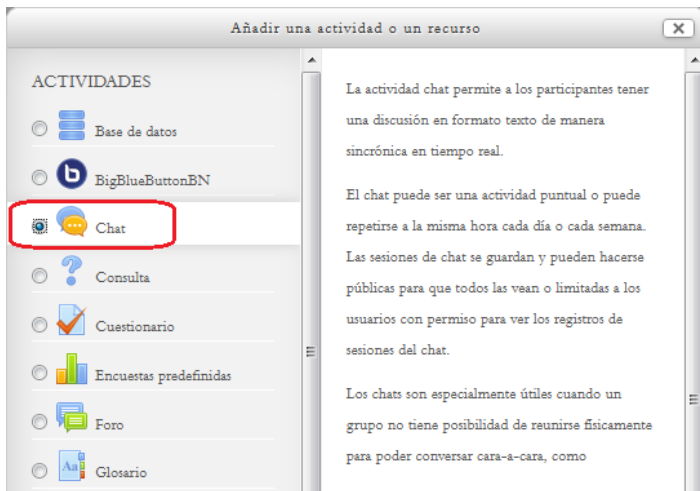 Añadir una actividad o un recurso
ACTIVIDADES
Base de datos
BigBlueButtonBN
Chat
Consulta
Cuestionario
Encuestas predefinidas
Foro
Glosario
La actividad chat permite a los participantes tener
una discusión en formato texto de manera
sincrónica en tiempo real.
El chat puede ser una actividad puntual o puede
repetirse a la misma hora cada día o cada semana.
Las sesiones de chat se guardan y pueden hacerse
públicas para que todos las vean o limitadas a los
usuarios con permiso para ver los registros de
sesiones del chat.
Los chats son especialmente útiles cuando un
grupo no tiene posibilidad de reunirse físicamente
para poder conversar cara-a-cara, como